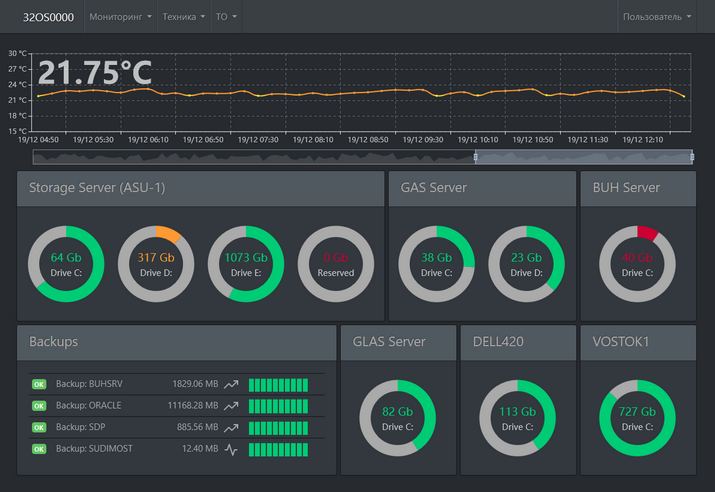 32OS0000 Мониторинг Техника ТО Пользователь
21.75°C
30 °C
27 °C
24 °C
21 °C
18 °C
15 °C
19/12 04:50 19/12 05:30 19/12 06:10 19/12 06:50 19/12 07:30 19/12 08:10 19/12 08:50 19/12 09:30 19/12 10:10 19/12 10:50 19/12 11:30 19/12 12:10
Storage Server (ASU-1)
64 Gb
Drive C:
317 Gb
Drive D:
1073 Gb
Drive E:
0 Gb
Reserved
GAS Server
38 Gb
Drive C:
23 Gb
Drive D:
BUH Server
40 Gb
Drive C:
Backups
OK Backup: BUHSRV 1829.06 MB
OK Backup: ORACLE 11168.28 MB
OK Backup: SDP 885.56 MB
OK Backup: SUDIMOST 12.40 MB
GLAS Server
82 Gb
Drive C:
DELL420
113 Gb
Drive C:
VOSTOK1
727 Gb
Drive C: